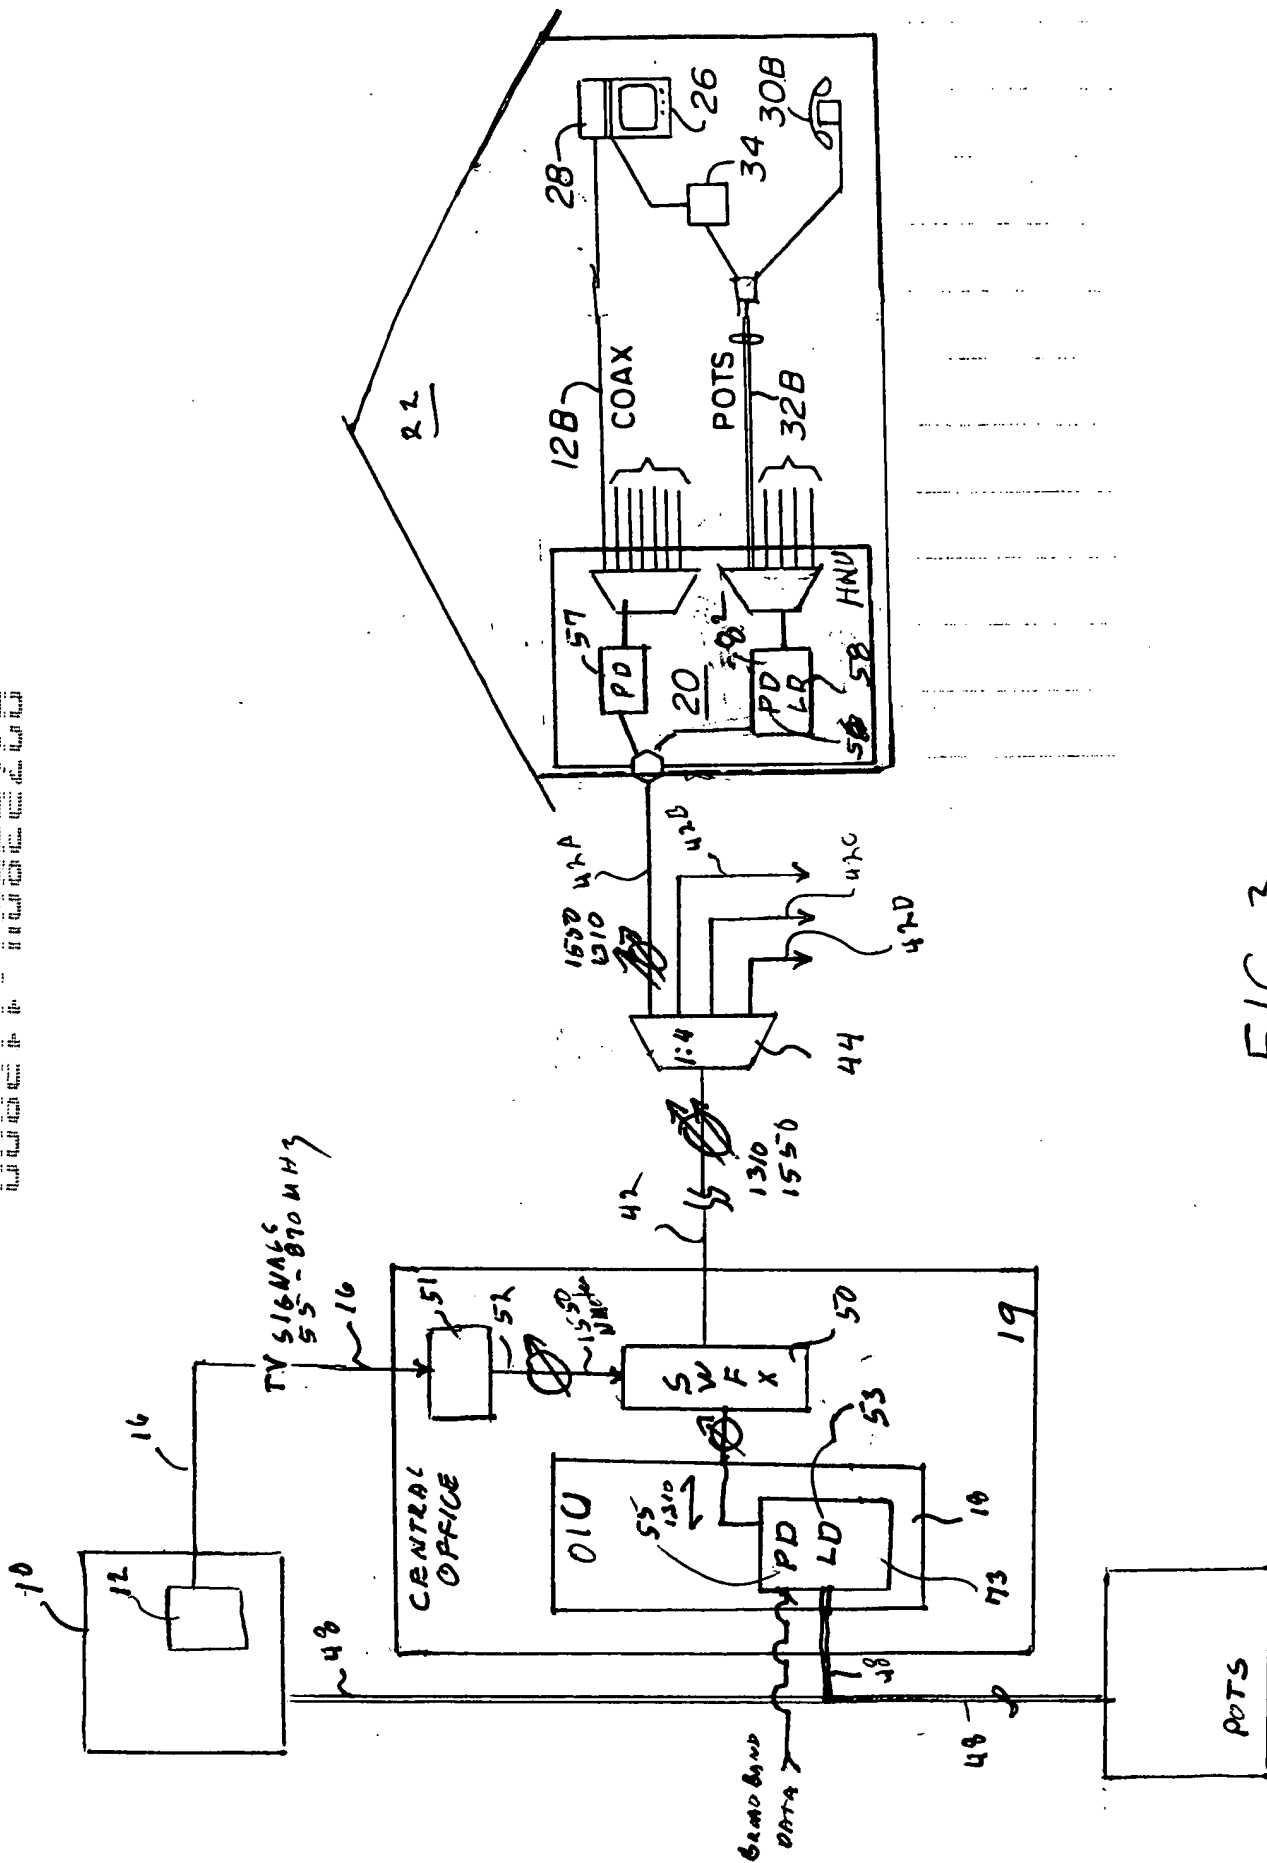 10
12
16
48
TV SIGNALS
55 - 870 MHz
16
CENTRAL
OFFICE
51
52
1550
SW
FX
50
19
OIU
55
1310
PD
LD
53
73
18
48
48
BROAD BAND
DATA
POTS
42
1310
1550
1:4
44
1550
1310
42A
42B
42C
42D
22
57
PD
20
PD
LR
58
HNU
12B
COAX
28
26
POTS
32B
34
30B